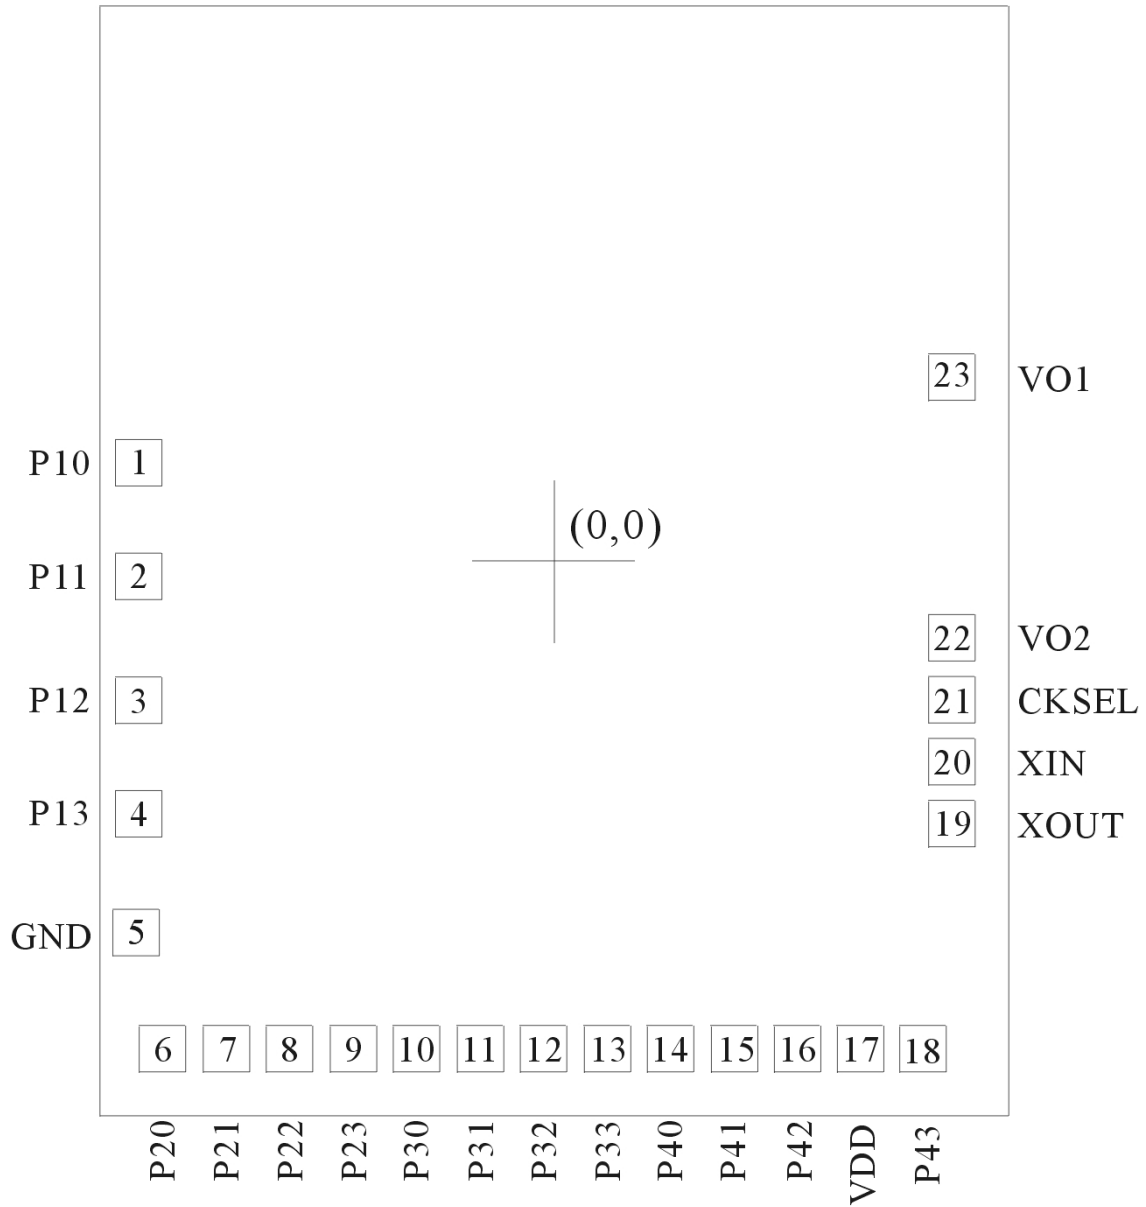 23 VO1
P10 1
(0,0)
P11 2
22 VO2
P12 3
21 CKSEL
20 XIN
P13 4
19 XOUT
GND 5
6 7 8 9 10 11 12 13 14 15 16 17 18
P20 P21 P22 P23 P30 P31 P32 P33 P40 P41 P42 VDD P43